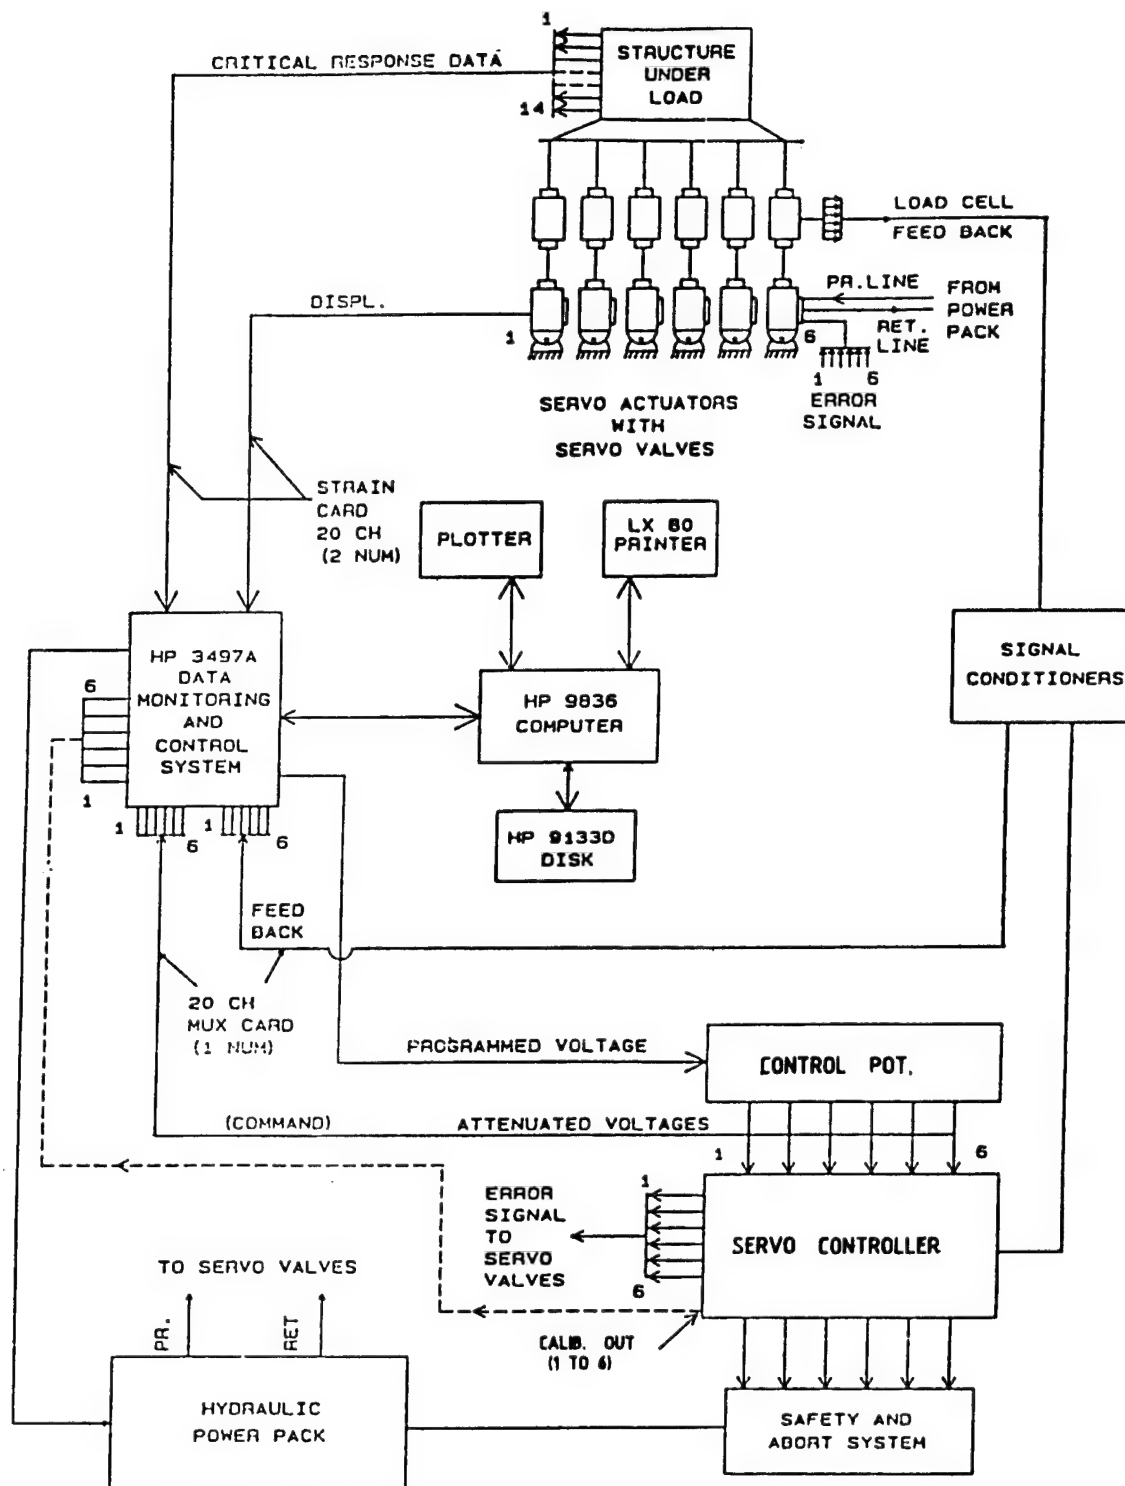 1
STRUCTURE
UNDER
LOAD
14
CRITICAL RESPONSE DATA
LOAD CELL
FEED BACK
DISPL.
PR.LINE
FROM
POWER
PACK
RET.
LINE
1
6
1 6
ERROR
SIGNAL
SERVO ACTUATORS
WITH
SERVO VALVES
STRAIN
CARD
20 CH
(2 NUM)
PLOTTER
LX 80
PRINTER
HP 3497A
DATA
MONITORING
AND
CONTROL
SYSTEM
6
1
1 6
1 6
HP 9836
COMPUTER
HP 9133D
DISK
SIGNAL
CONDITIONERS
FEED
BACK
20 CH
MUX CARD
(1 NUM)
PROGRAMMED VOLTAGE
CONTROL POT.
(COMMAND) ATTENUATED VOLTAGES
1 6
ERROR
SIGNAL
TO
SERVO
VALVES
1
6
SERVO CONTROLLER
CALIB. OUT
(1 TO 6)
TO SERVO VALVES
PR.
RET
HYDRAULIC
POWER PACK
SAFETY AND
ABORT SYSTEM